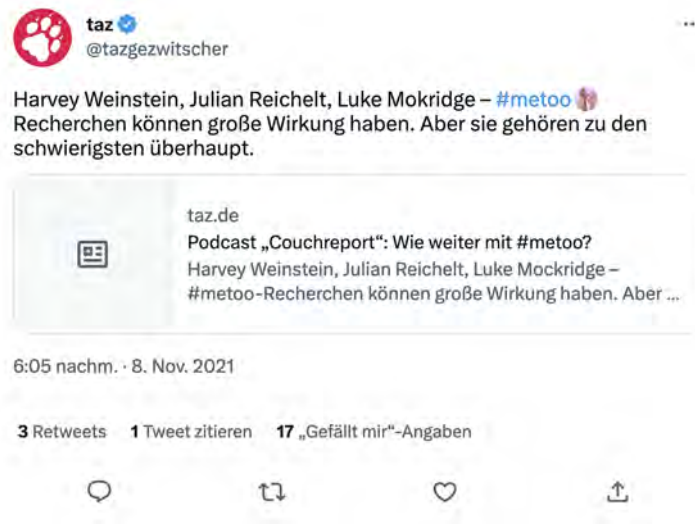 taz
@tazgezwitscher
Harvey Weinstein, Julian Reichelt, Luke Mokridge – #metoo
Recherchen können große Wirkung haben. Aber sie gehören zu den
schwierigsten überhaupt.
taz.de
Podcast „Couchreport“: Wie weiter mit #metoo?
Harvey Weinstein, Julian Reichelt, Luke Mockridge –
#metoo-Recherchen können große Wirkung haben. Aber ...
6:05 nachm. · 8. Nov. 2021
3 Retweets 1 Tweet zitieren 17 „Gefällt mir“-Angaben